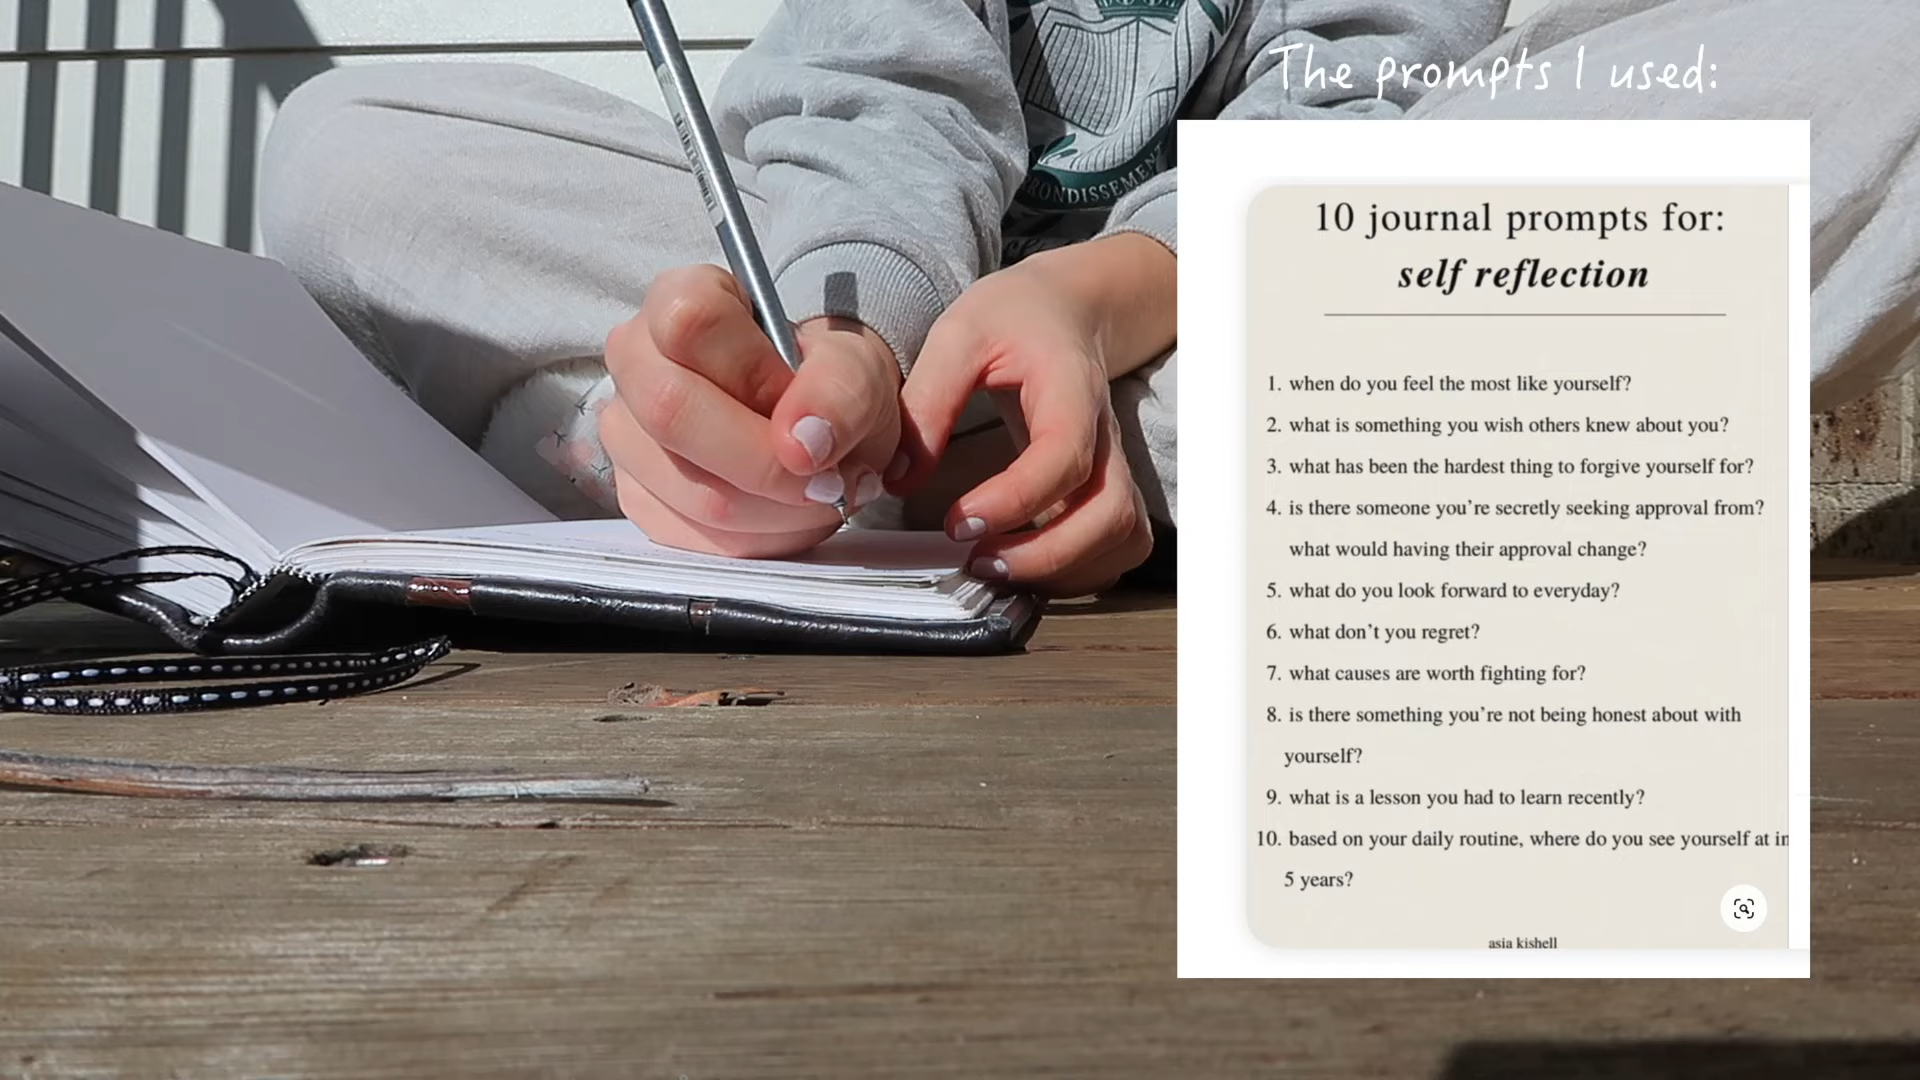 The prompts I used:
RONDISSEMENT
10 journal prompts for:
self reflection
1. when do you feel the most like yourself?
2. what is something you wish others knew about you?
3. what has been the hardest thing to forgive yourself for?
4. is there someone you're secretly seeking approval from?
what would having their approval change?
5. what do you look forward to everyday?
6. what don't you regret?
7. what causes are worth fighting for?
8. is there something you're not being honest about with
yourself?
9. what is a lesson you had to learn recently?
10. based on your daily routine, where do you see yourself at in
5 years?
asia kishell